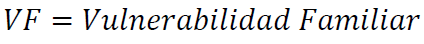 VF = Vulnerabilidad Familiar